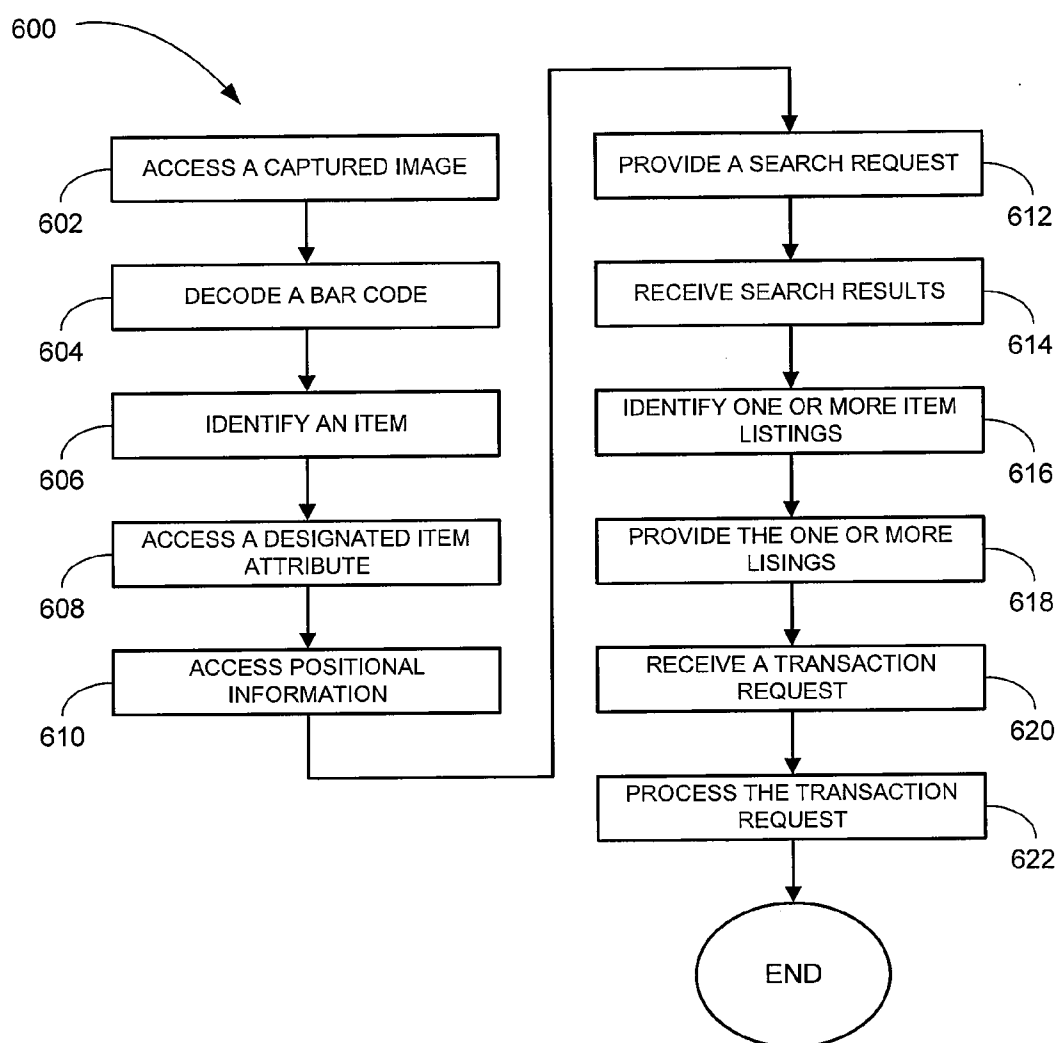 600
ACCESS A CAPTURED IMAGE
602
DECODE A BAR CODE
604
IDENTIFY AN ITEM
606
ACCESS A DESIGNATED ITEM
ATTRIBUTE
608
ACCESS POSITIONAL
INFORMATION
610
PROVIDE A SEARCH REQUEST
612
RECEIVE SEARCH RESULTS
614
IDENTIFY ONE OR MORE ITEM
LISTINGS
616
PROVIDE THE ONE OR MORE
LISINGS
618
RECEIVE A TRANSACTION
REQUEST
620
PROCESS THE TRANSACTION
REQUEST
622
END